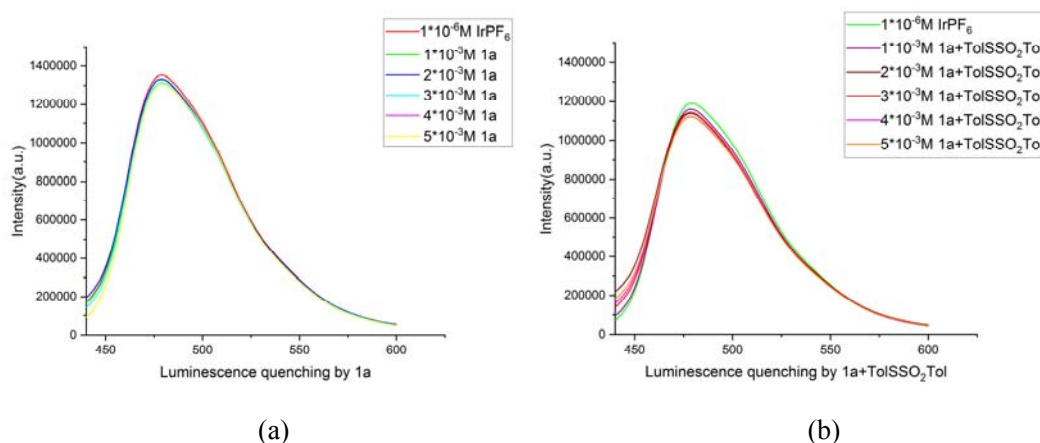 1*10⁻⁶M IrPF₆
1*10⁻³M 1a
2*10⁻³M 1a
3*10⁻³M 1a
4*10⁻³M 1a
5*10⁻³M 1a
1400000
1200000
1000000
800000
600000
400000
200000
0
Intensity(a.u.)
450
500
550
600
Luminescence quenching by 1a
(a)
1*10⁻⁶M IrPF₆
1*10⁻³M 1a+TolSSO₂Tol
2*10⁻³M 1a+TolSSO₂Tol
3*10⁻³M 1a+TolSSO₂Tol
4*10⁻³M 1a+TolSSO₂Tol
5*10⁻³M 1a+TolSSO₂Tol
1400000
1200000
1000000
800000
600000
400000
200000
0
Intensity(a.u.)
450
500
550
600
Luminescence quenching by 1a+TolSSO₂Tol
(b)